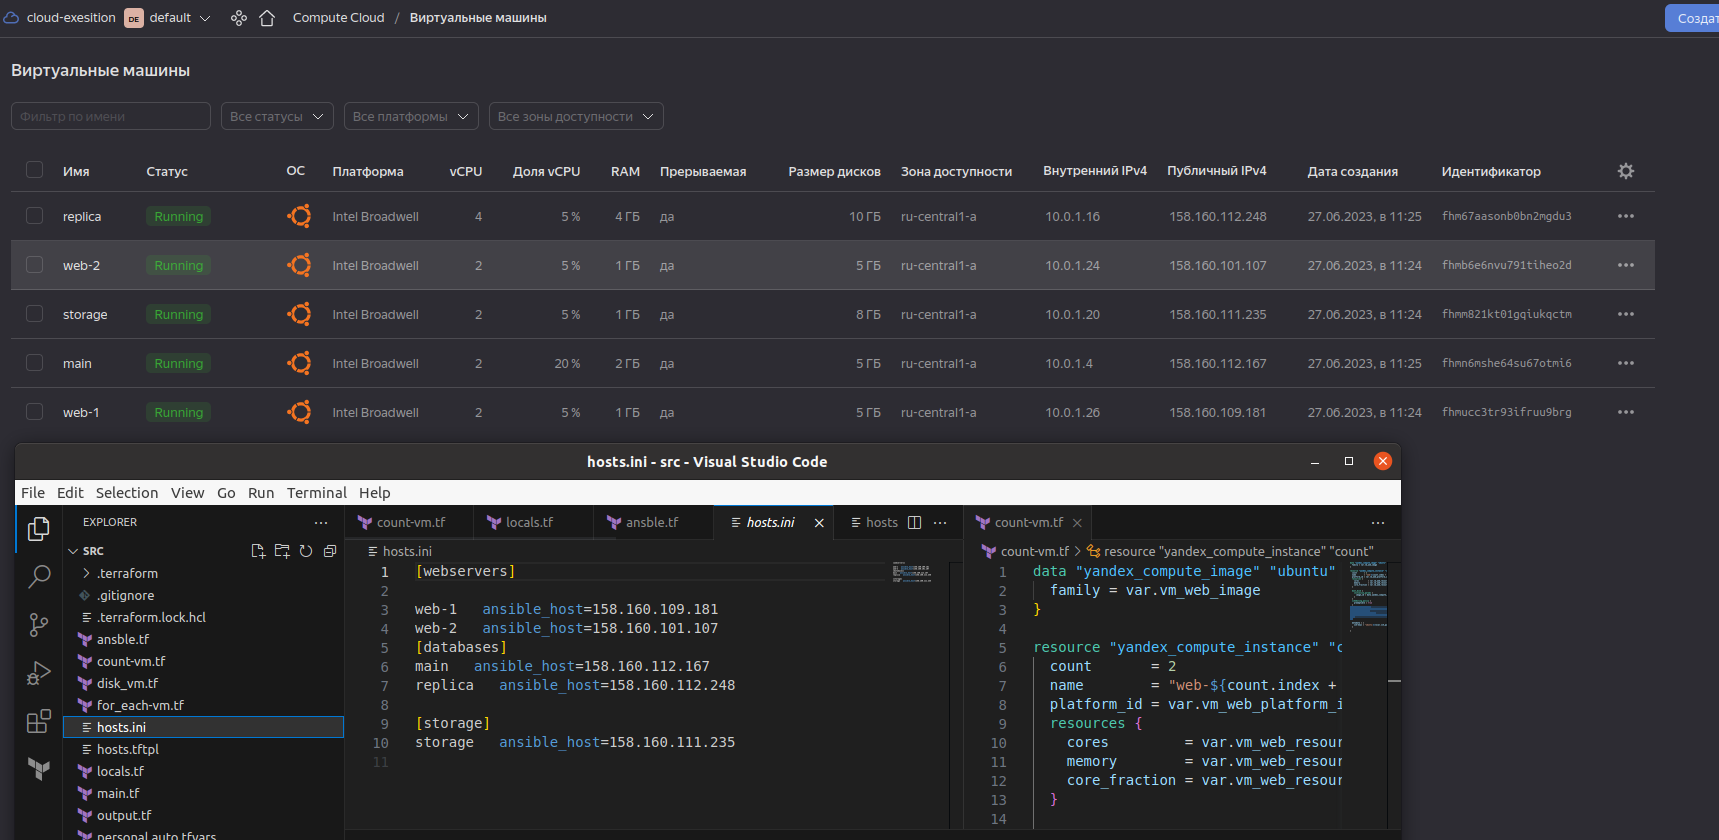 cloud-exesition DE default Compute Cloud / Виртуальные машины
Создат
Виртуальные машины
Фильтр по имени Все статусы Все платформы Все зоны доступности
Имя Статус ОС Платформа vCPU Доля vCPU RAM Прерываемая Размер дисков Зона доступности Внутренний IPv4 Публичный IPv4 Дата создания Идентификатор
replica Running Intel Broadwell 4 5 % 4 ГБ да 10 ГБ ru-central1-a 10.0.1.16 158.160.112.248 27.06.2023, в 11:25 fhm67aasonb0bn2mgdu3
web-2 Running Intel Broadwell 2 5 % 1 ГБ да 5 ГБ ru-central1-a 10.0.1.24 158.160.101.107 27.06.2023, в 11:24 fhmb6e6nvu791tiheo2d
storage Running Intel Broadwell 2 5 % 1 ГБ да 8 ГБ ru-central1-a 10.0.1.20 158.160.111.235 27.06.2023, в 11:24 fhmm821kt01gqiukqctm
main Running Intel Broadwell 2 20 % 2 ГБ да 5 ГБ ru-central1-a 10.0.1.4 158.160.112.167 27.06.2023, в 11:25 fhmn6mshe64su67otmi6
web-1 Running Intel Broadwell 2 5 % 1 ГБ да 5 ГБ ru-central1-a 10.0.1.26 158.160.109.181 27.06.2023, в 11:24 fhmucc3tr93ifruu9brg
hosts.ini - src - Visual Studio Code
File Edit Selection View Go Run Terminal Help
EXPLORER
SRC
.terraform
.gitignore
.terraform.lock.hcl
ansble.tf
count-vm.tf
disk_vm.tf
for_each-vm.tf
hosts.ini
hosts.tftpl
locals.tf
main.tf
output.tf
personal.auto.tfvars
count-vm.tf locals.tf ansble.tf hosts.ini hosts
hosts.ini
1 [webservers]
2
3 web-1 ansible_host=158.160.109.181
4 web-2 ansible_host=158.160.101.107
5 [databases]
6 main ansible_host=158.160.112.167
7 replica ansible_host=158.160.112.248
8
9 [storage]
10 storage ansible_host=158.160.111.235
11
count-vm.tf
count-vm.tf > resource "yandex_compute_instance" "count"
1 data "yandex_compute_image" "ubuntu"
2 family = var.vm_web_image
3 }
4
5 resource "yandex_compute_instance" "c
6 count = 2
7 name = "web-${count.index +
8 platform_id = var.vm_web_platform_i
9 resources {
10 cores = var.vm_web_resour
11 memory = var.vm_web_resour
12 core_fraction = var.vm_web_resour
13 }
14